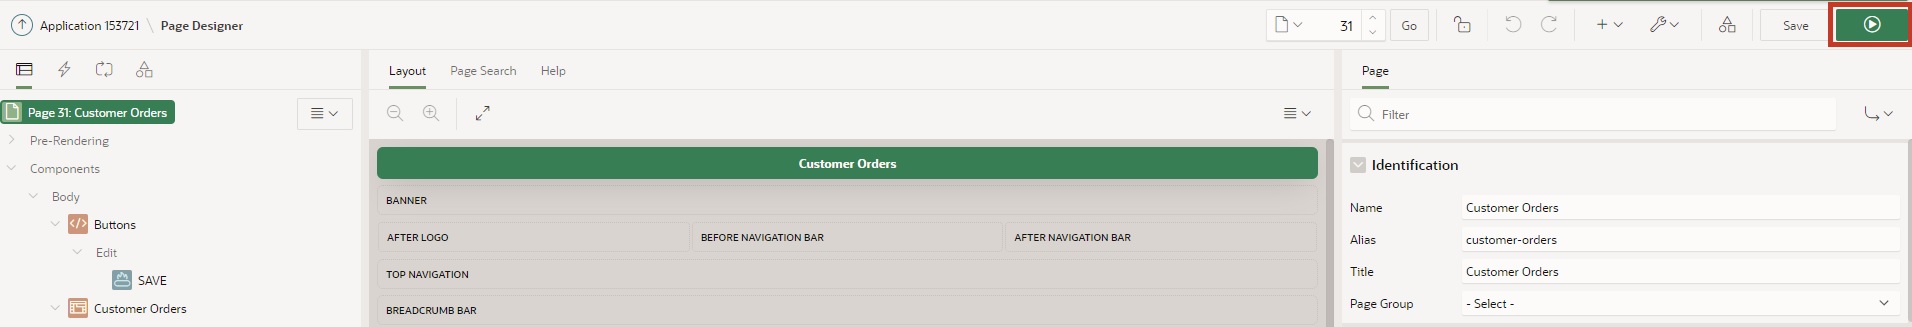 Application 153721 \ Page Designer
31
Go
Save
Layout
Page Search
Help
Page
Page 31: Customer Orders
Filter
Pre-Rendering
Components
Body
Buttons
Edit
SAVE
Customer Orders
Customer Orders
BANNER
AFTER LOGO
BEFORE NAVIGATION BAR
AFTER NAVIGATION BAR
TOP NAVIGATION
BREADCRUMB BAR
Identification
Name
Customer Orders
Alias
customer-orders
Title
Customer Orders
Page Group
- Select -